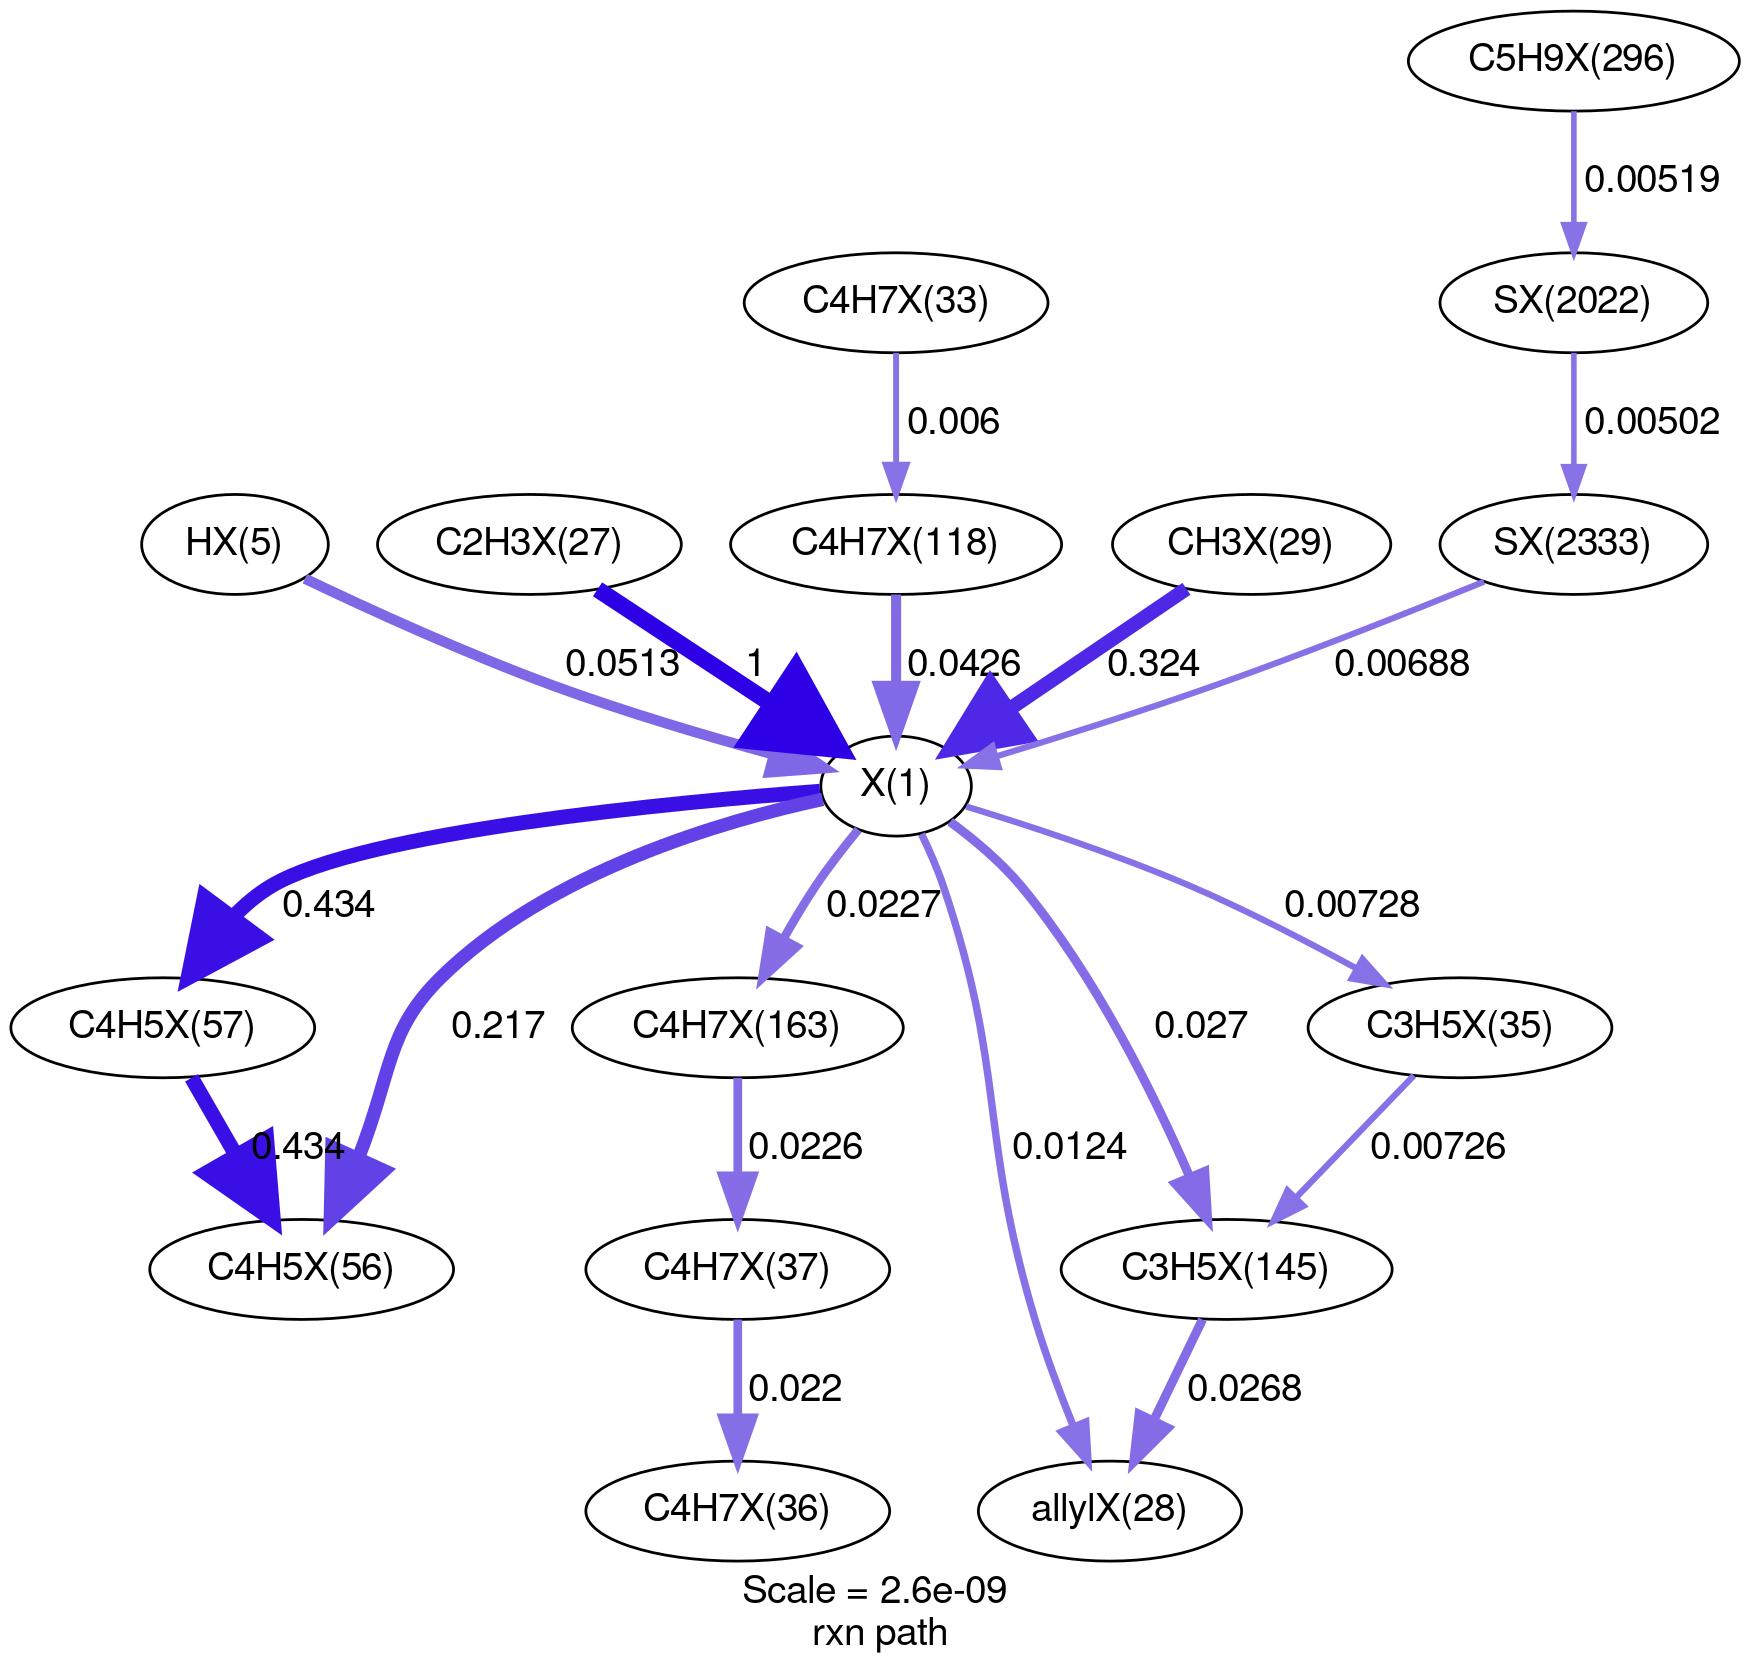 C5H9X(296)
0.00519
C4H7X(33)
SX(2022)
0.006
0.00502
HX(5)
C2H3X(27)
C4H7X(118)
CH3X(29)
SX(2333)
0.0513
1
0.0426
0.324
0.00688
X(1)
0.434
0.0227
0.00728
C4H5X(57)
0.217
C4H7X(163)
0.027
C3H5X(35)
0.434
0.0226
0.0124
0.00726
C4H5X(56)
C4H7X(37)
C3H5X(145)
0.022
0.0268
C4H7X(36)
allylX(28)
Scale = 2.6e-09
rxn path